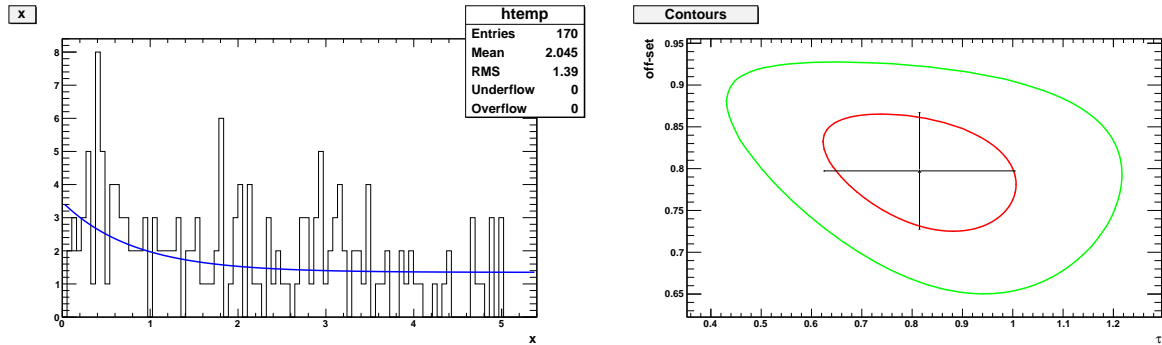 x
htemp
Entries 170
Mean 2.045
RMS 1.39
Underflow 0
Overflow 0
8
7
6
5
4
3
2
1
0
0 1 2 3 4 5
x
Contours
off-set
0.95
0.9
0.85
0.8
0.75
0.7
0.65
0.4 0.5 0.6 0.7 0.8 0.9 1 1.1 1.2
τ